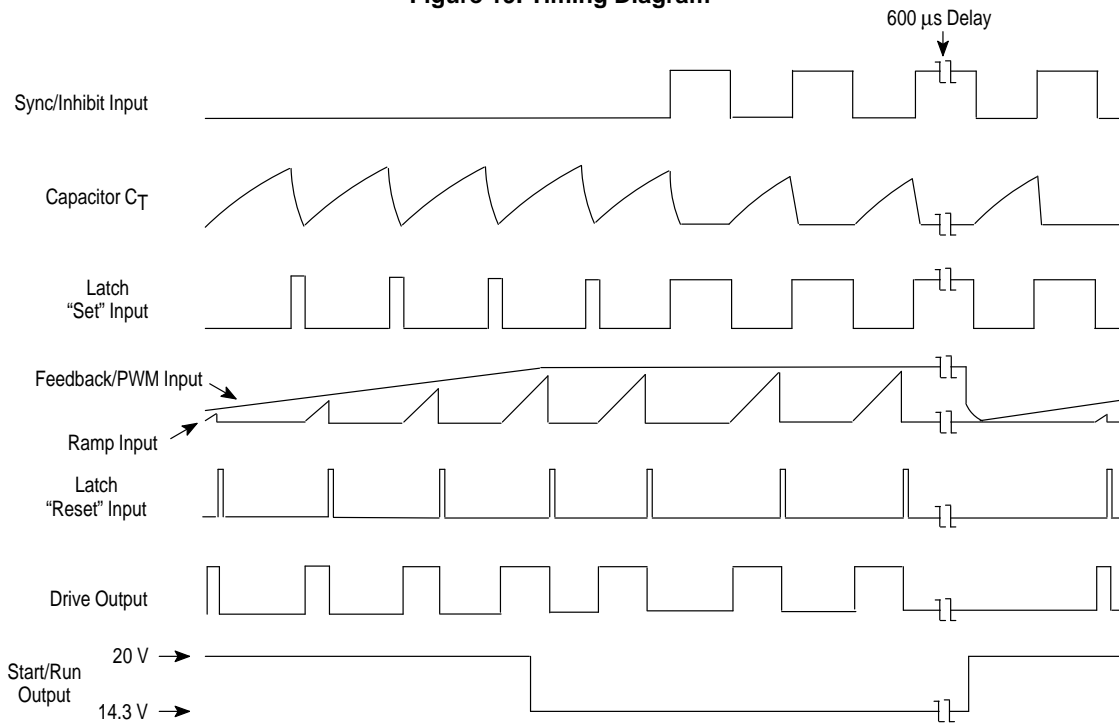 Figure Timing Diagram
600 µs Delay
Sync/Inhibit Input
Capacitor CT
Latch
“Set” Input
Feedback/PWM Input
Ramp Input
Latch
“Reset” Input
Drive Output
20 V
Start/Run
Output
14.3 V